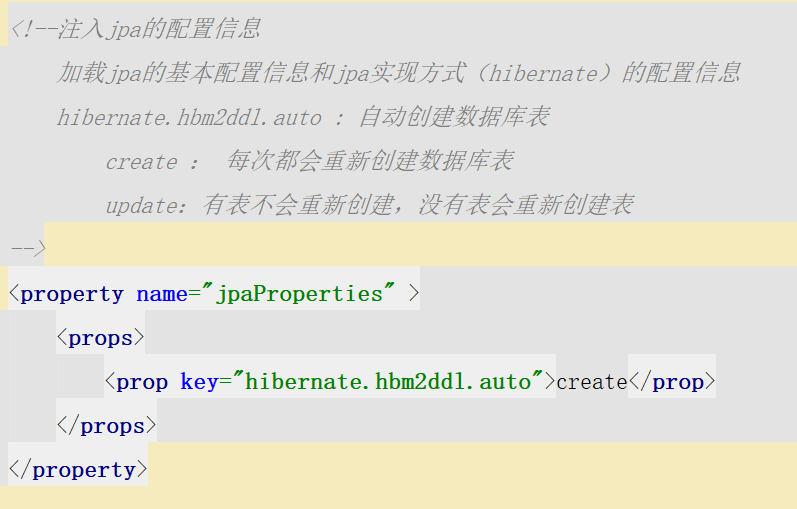 <!--注入jpa的配置信息
加载jpa的基本配置信息和jpa实现方式（hibernate）的配置信息
hibernate.hbm2ddl.auto : 自动创建数据库表
create ： 每次都会重新创建数据库表
update：有表不会重新创建，没有表会重新创建表
-->
<property name="jpaProperties" >
<props>
<prop key="hibernate.hbm2ddl.auto">create</prop>
</props>
</property>